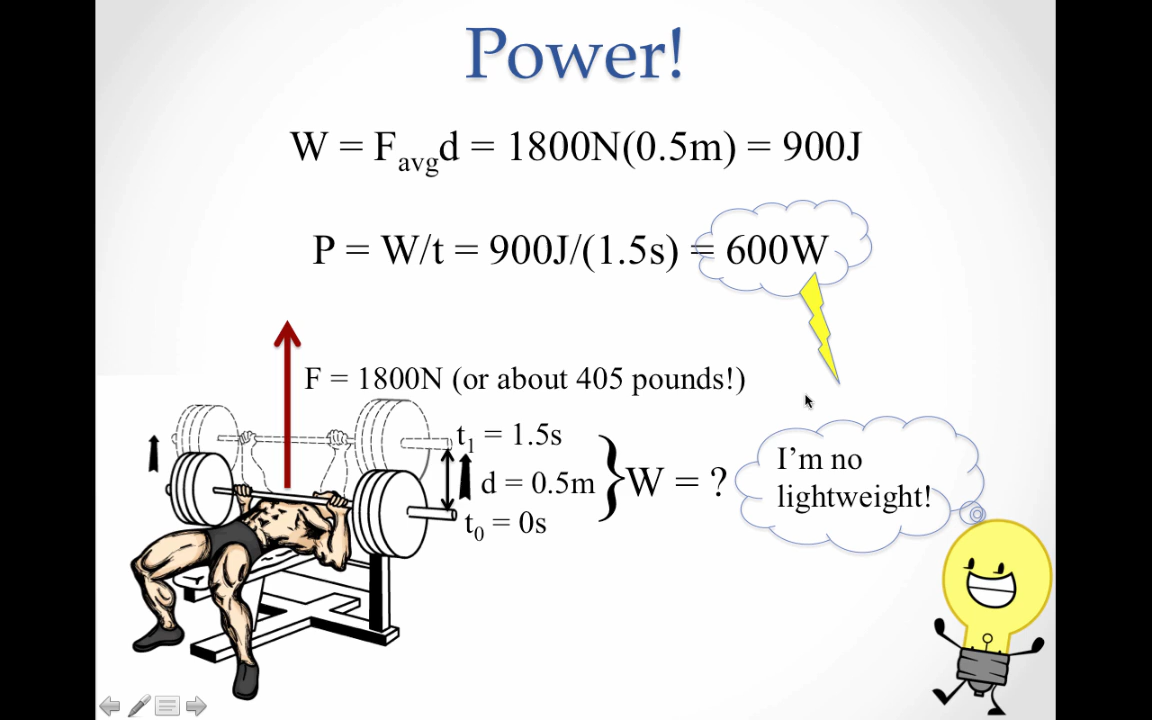 Power!
W = Favgd = 1800N(0.5m) = 900J
P = W/t = 900J/(1.5s) = 600W
F = 1800N (or about 405 pounds!)
t1 = 1.5s
d = 0.5m
W = ?
t0 = 0s
I’m no
lightweight!